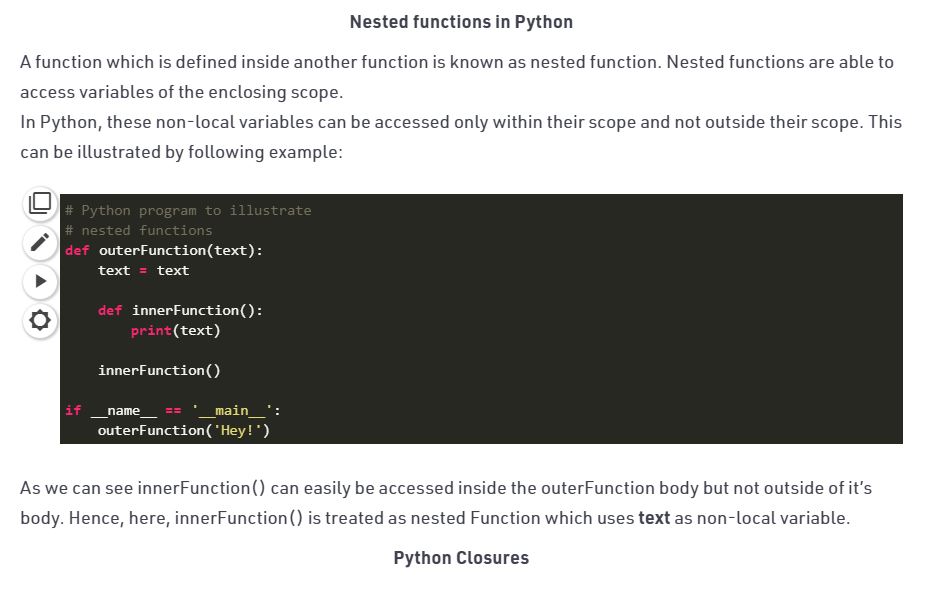 Nested functions in Python
A function which is defined inside another function is known as nested function. Nested functions are able to
access variables of the enclosing scope.
In Python, these non-local variables can be accessed only within their scope and not outside their scope. This
can be illustrated by following example:
# Python program to illustrate
# nested functions
def outerFunction(text):
    text = text
    def innerFunction():
        print(text)
    innerFunction()
if __name__ == '__main__':
    outerFunction('Hey!')
As we can see innerFunction() can easily be accessed inside the outerFunction body but not outside of it's
body. Hence, here, innerFunction() is treated as nested Function which uses text as non-local variable.
Python Closures